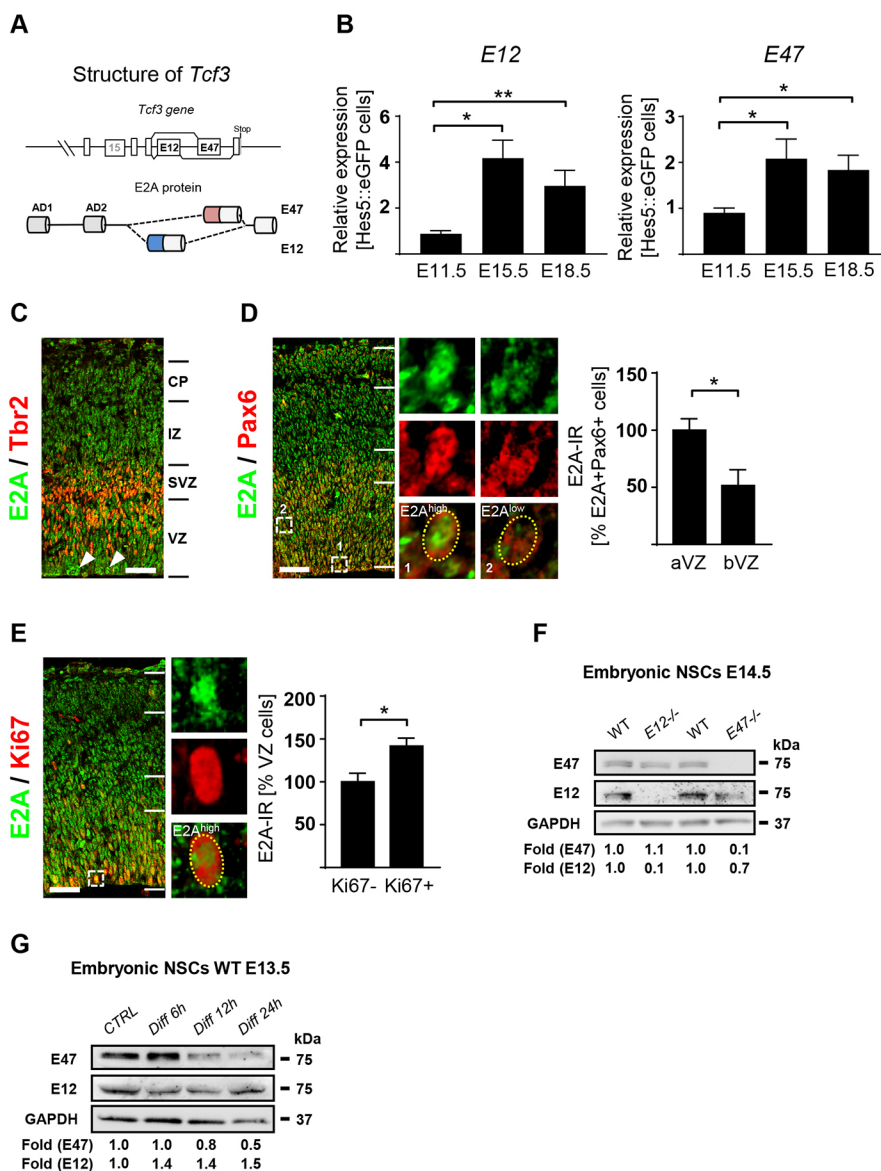 A
Structure of Tcf3
Tcf3 gene
Stop
15
E12
E47
E2A protein
AD1
AD2
E47
E12
B
E12
Relative expression
[Hes5::eGFP cells]
6
4
2
**
*
E11.5 E15.5 E18.5
E47
Relative expression
[Hes5::eGFP cells]
3
2
1
*
*
E11.5 E15.5 E18.5
C
E2A / Tbr2
CP
IZ
SVZ
VZ
D
E2A / Pax6
2
1
E2Ahigh
1
E2Alow
2
E2A-IR
[% E2A+Pax6+ cells]
150
100
50
*
aVZ bVZ
E
E2A / Ki67
E2Ahigh
E2A-IR [% VZ cells]
200
150
100
50
*
Ki67- Ki67+
F
Embryonic NSCs E14.5
WT E12-/- WT E47-/-
kDa
E47 75
E12 75
GAPDH 37
Fold (E47) 1.0 1.1 1.0 0.1
Fold (E12) 1.0 0.1 1.0 0.7
G
Embryonic NSCs WT E13.5
CTRL Diff 6h Diff 12h Diff 24h
kDa
E47 75
E12 75
GAPDH 37
Fold (E47) 1.0 1.0 0.8 0.5
Fold (E12) 1.0 1.4 1.4 1.5